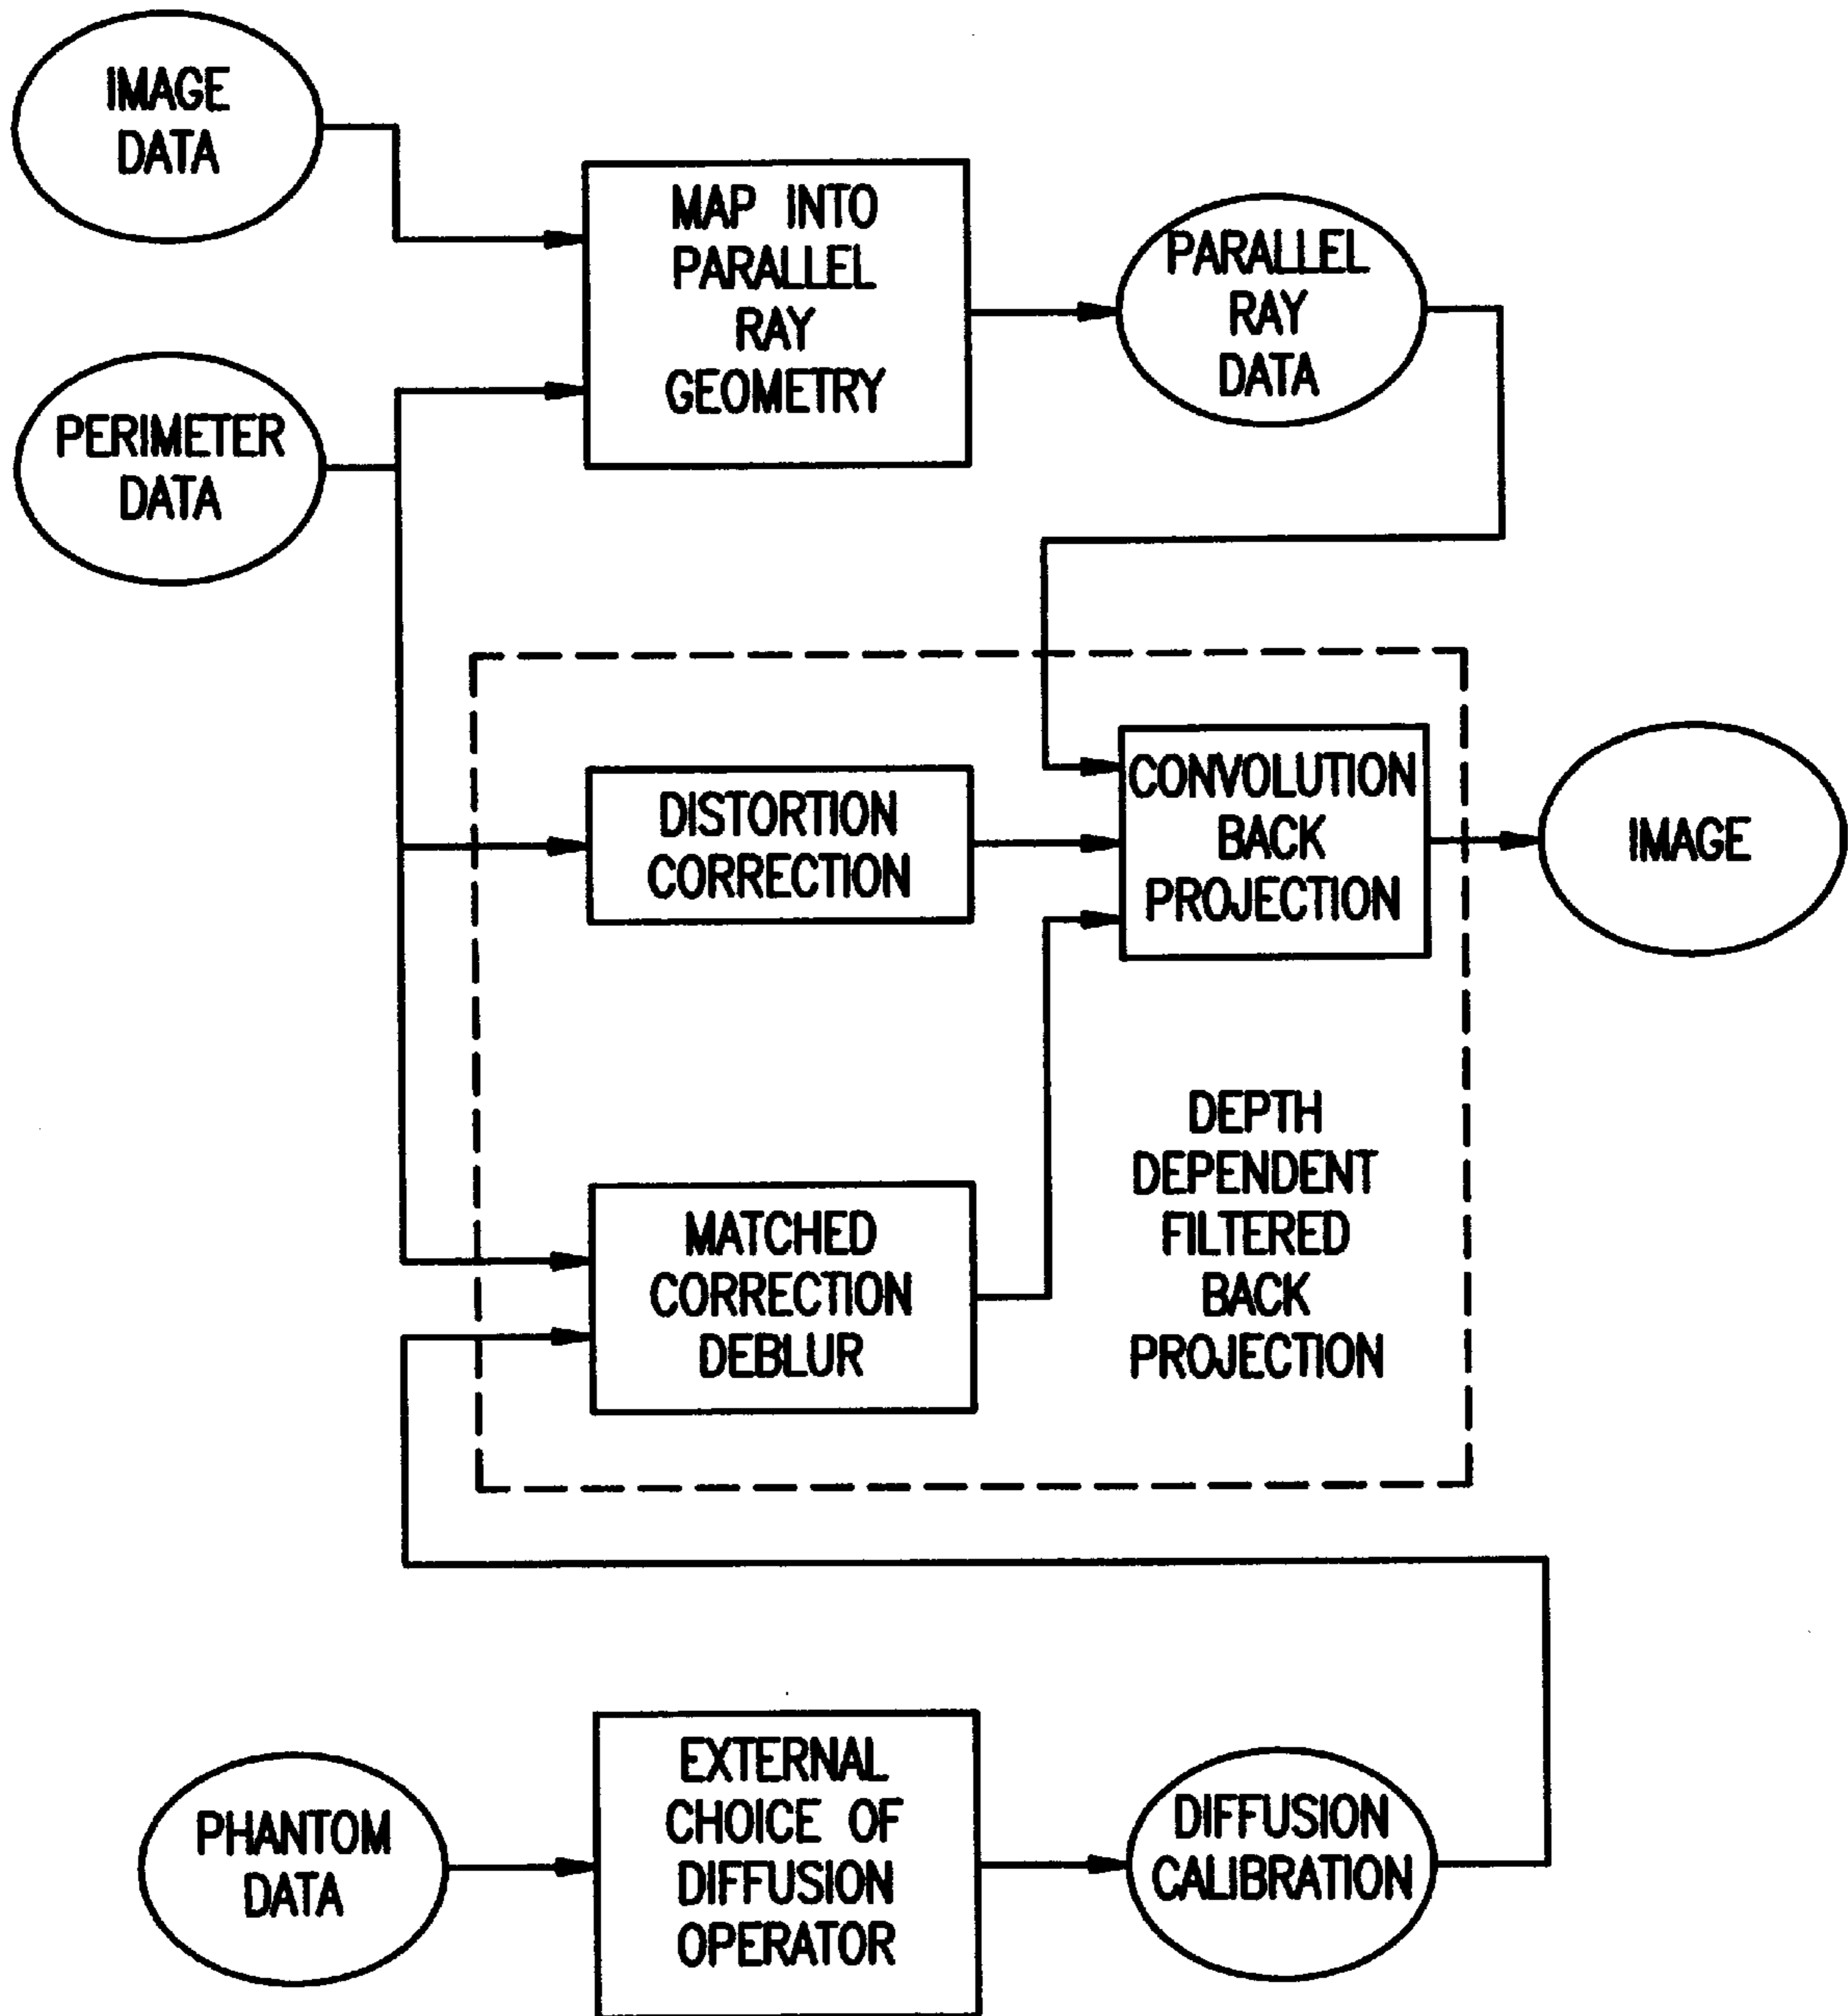 IMAGE
DATA
MAP INTO
PARALLEL
RAY
GEOMETRY
PARALLEL
RAY
DATA
PERIMETER
DATA
DISTORTION
CORRECTION
CONVOLUTION
BACK
PROJECTION
IMAGE
MATCHED
CORRECTION
DEBLUR
DEPTH
DEPENDENT
FILTERED
BACK
PROJECTION
PHANTOM
DATA
EXTERNAL
CHOICE OF
DIFFUSION
OPERATOR
DIFFUSION
CALIBRATION